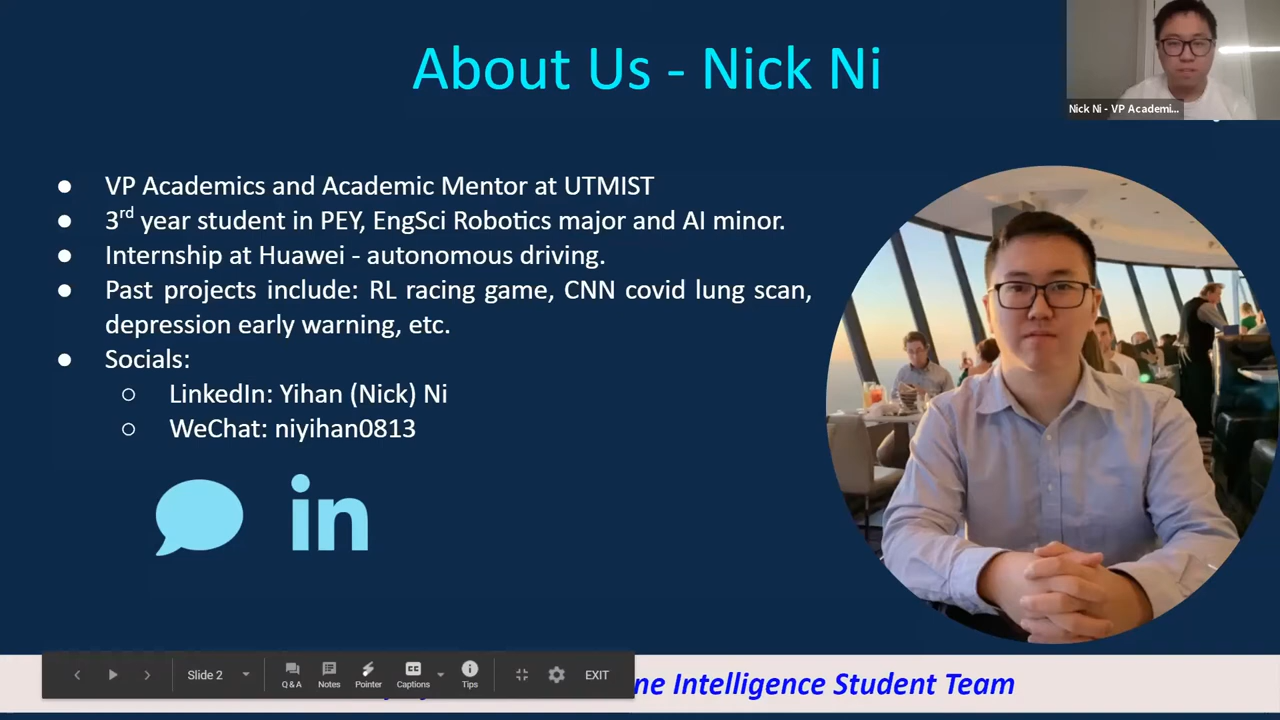 About Us - Nick Ni
Nick Ni - VP Academi...
● VP Academics and Academic Mentor at UTMIST
● 3rd year student in PEY, EngSci Robotics major and AI minor.
● Internship at Huawei - autonomous driving.
● Past projects include: RL racing game, CNN covid lung scan,
depression early warning, etc.
● Socials:
○ LinkedIn: Yihan (Nick) Ni
○ WeChat: niyihan0813
in
Slide 2
Q & A
Notes
Pointer
CC
Captions
Tips
EXIT
ne Intelligence Student Team